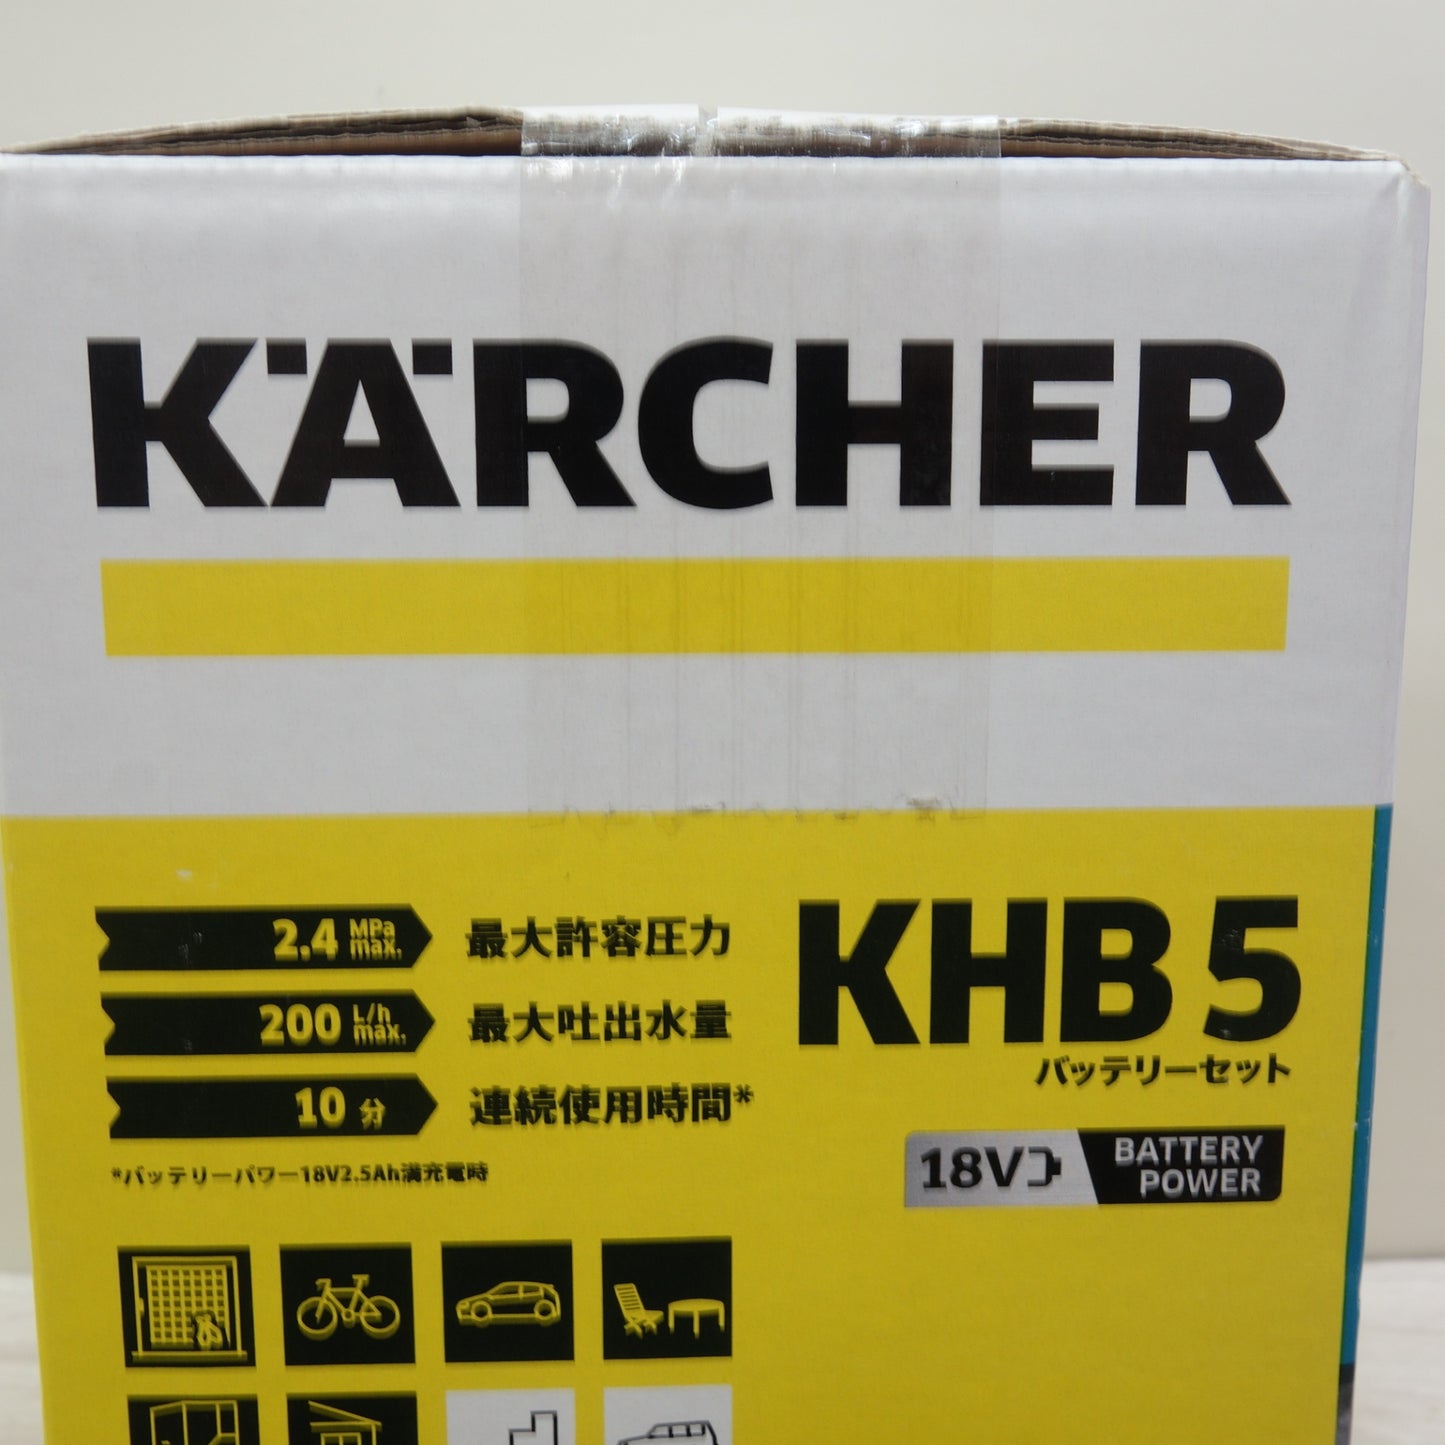 KÄRCHER
2.4 MPa max. 最大許容圧力
200 L/h max. 最大吐出水量
10 分 連続使用時間*
*バッテリーパワー18V2.5Ah満充電時
KHB 5
バッテリーセット
18V BATTERY POWER